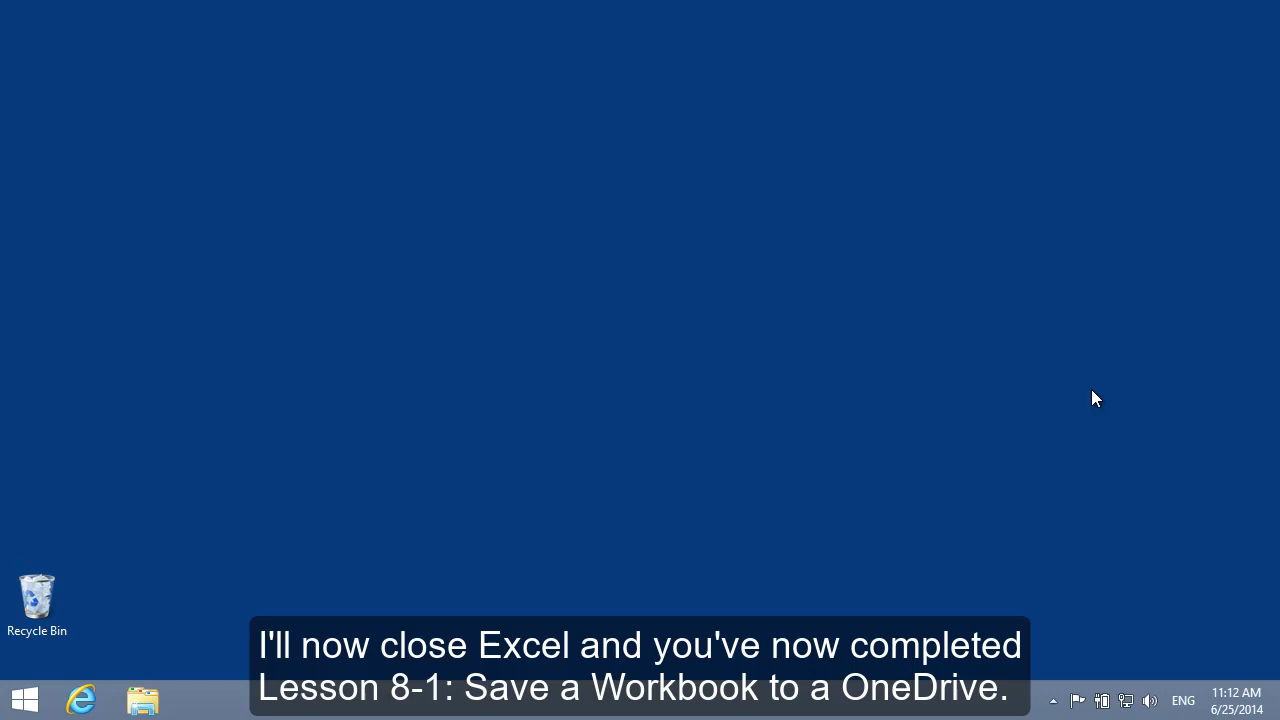 Recycle Bin
I'll now close Excel and you've now completed
Lesson 8-1: Save a Workbook to a OneDrive.
ENG
11:12 AM
6/25/2014